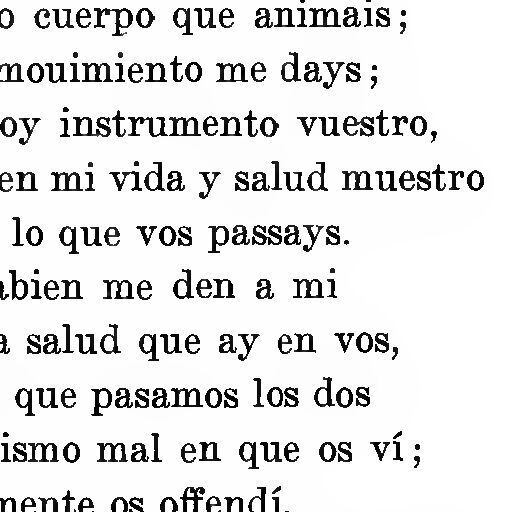 o cuerpo que animais;
mouimiento me days;
oy instrumento vuestro,
en mi vida y salud muestro
lo que vos passays.
abien me den a mi
a salud que ay en vos,
que pasamos los dos
ismo mal en que os ví;
mente os offendí.